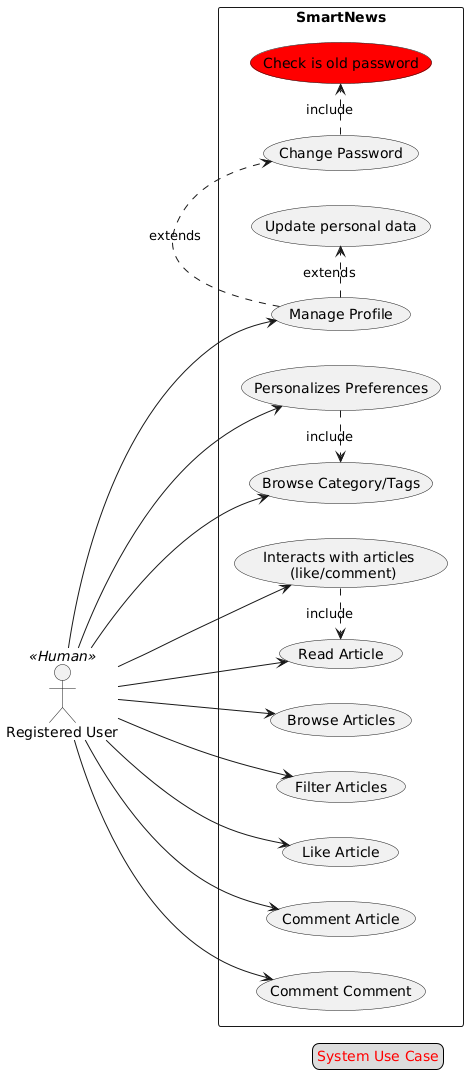 SmartNews
Check is old password
include
Change Password
Update personal data
extends
extends
Manage Profile
Personalizes Preferences
include
Browse Category/Tags
Interacts with articles
(like/comment)
include
Read Article
«Human»
Registered User
Browse Articles
Filter Articles
Like Article
Comment Article
Comment Comment
System Use Case